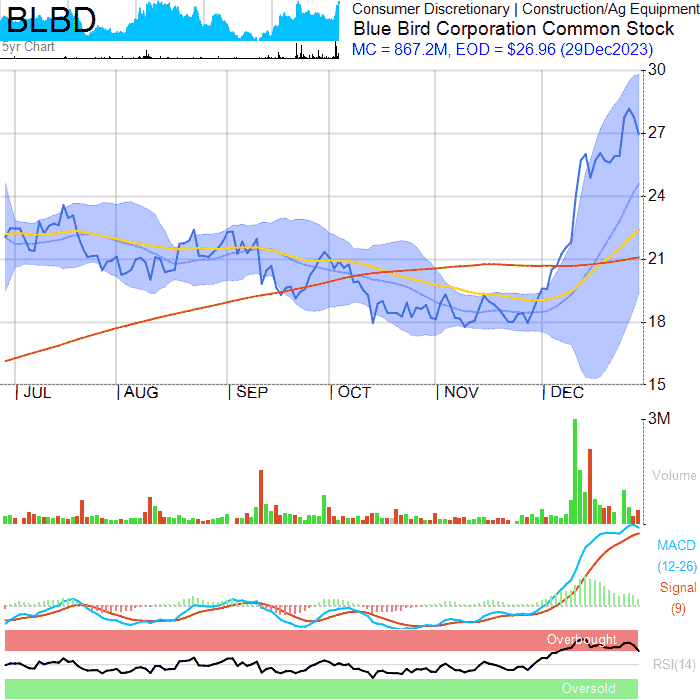 BLBD
5yr Chart
Consumer Discretionary | Construction/Ag Equipment
Blue Bird Corporation Common Stock
MC = 867.2M, EOD = $26.96 (29Dec2023)
30
27
24
21
18
15
JUL AUG SEP OCT NOV DEC
3M
Volume
MACD
(12-26)
Signal
(9)
Overbought
RSI(14)
Oversold